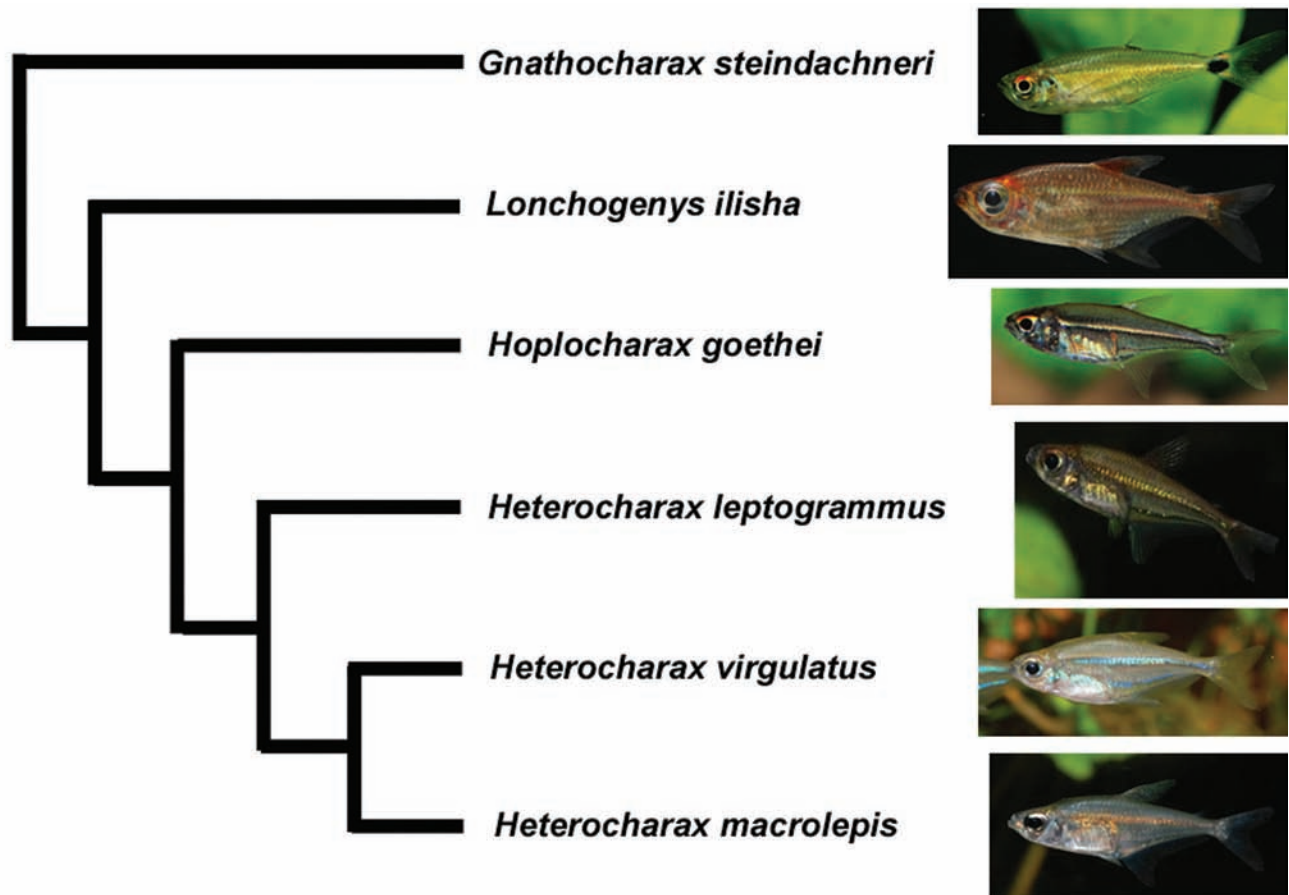 Gnathocharax steindachneri
Lonchogenys ilisha
Hoplocharax goethei
Heterocharax leptogrammus
Heterocharax virgulatus
Heterocharax macrolepis